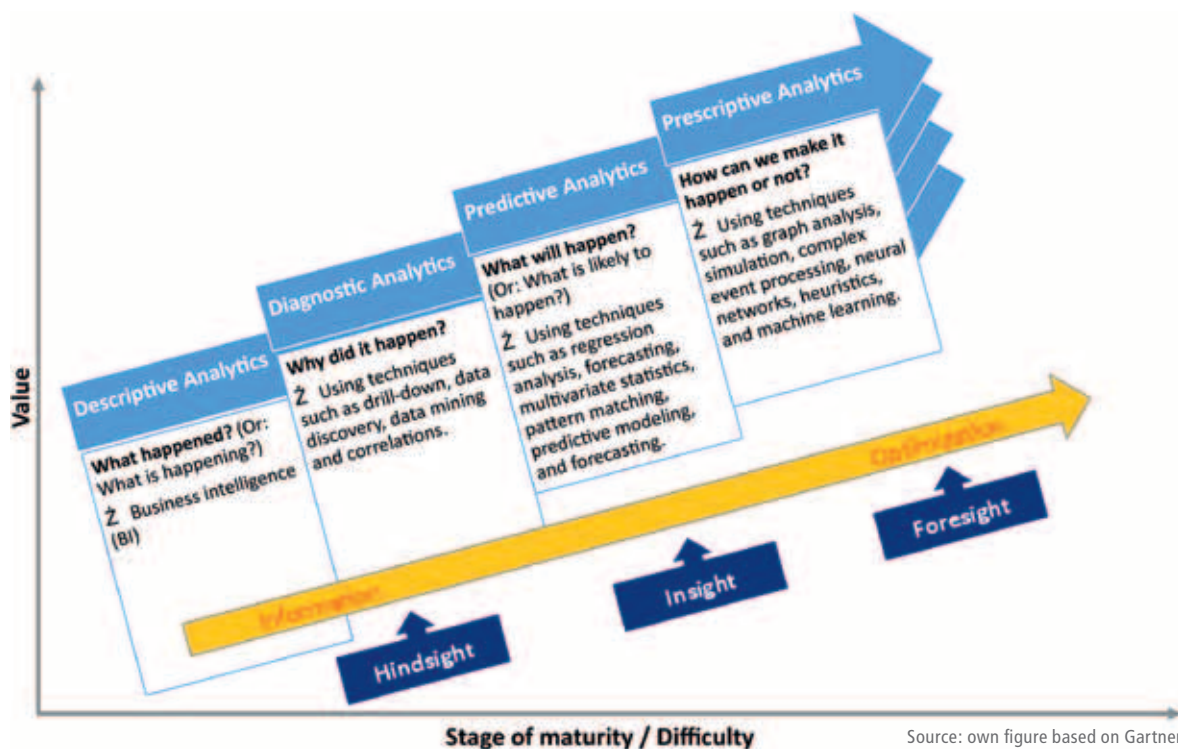 Prescriptive Analytics
How can we make it
happen or not?
Ż Using techniques
such as graph analysis,
simulation, complex
event processing, neural
networks, heuristics,
and machine learning.
Predictive Analytics
What will happen?
(Or: What is likely to
happen?)
Ż Using techniques
such as regression
analysis, forecasting,
multivariate statistics,
pattern matching,
predictive modeling,
and forecasting.
Diagnostic Analytics
Why did it happen?
Ż Using techniques
such as drill-down, data
discovery, data mining
and correlations.
Descriptive Analytics
What happened? (Or:
What is happening?)
Ż Business intelligence
(BI)
Value
Information
Optimization
Hindsight
Insight
Foresight
Stage of maturity / Difficulty
Source: own figure based on Gartner